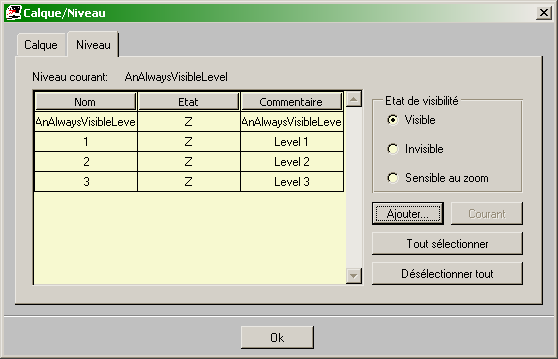 Calque/Niveau
Calque Niveau
Niveau courant: AnAlwaysVisibleLevel
Nom Etat Commentaire
AnAlwaysVisibleLeve Z AnAlwaysVisibleLeve
1 Z Level 1
2 Z Level 2
3 Z Level 3
Etat de visibilité
Visible
Invisible
Sensible au zoom
Ajouter... Courant
Tout sélectionner
Désélectionner tout
Ok